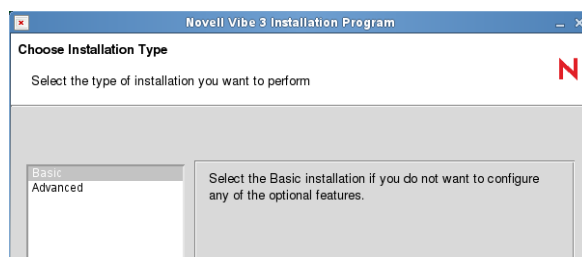 Novell Vibe 3 Installation Program
Choose Installation Type
Select the type of installation you want to perform
N
Basic
Advanced
Select the Basic installation if you do not want to configure
any of the optional features.